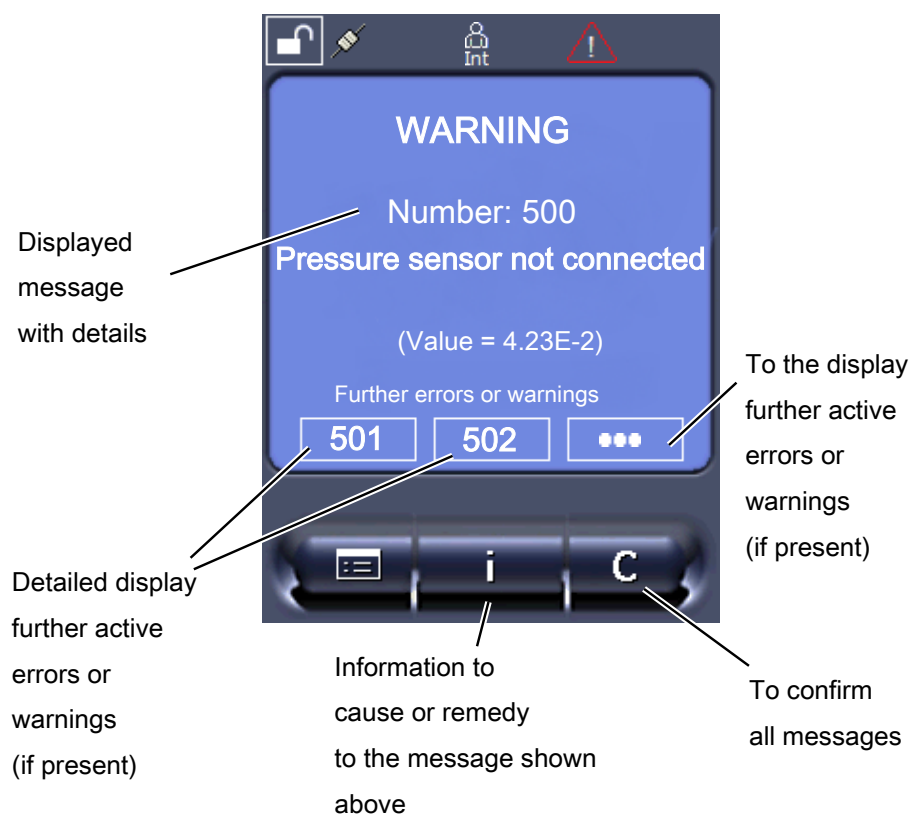 Int
!
WARNING
Number: 500
Pressure sensor not connected
(Value = 4.23E-2)
Further errors or warnings
501
502
i
C
Displayed
message
with details
To the display
further active
errors or
warnings
(if present)
Detailed display
further active
errors or
warnings
(if present)
Information to
cause or remedy
to the message shown
above
To confirm
all messages